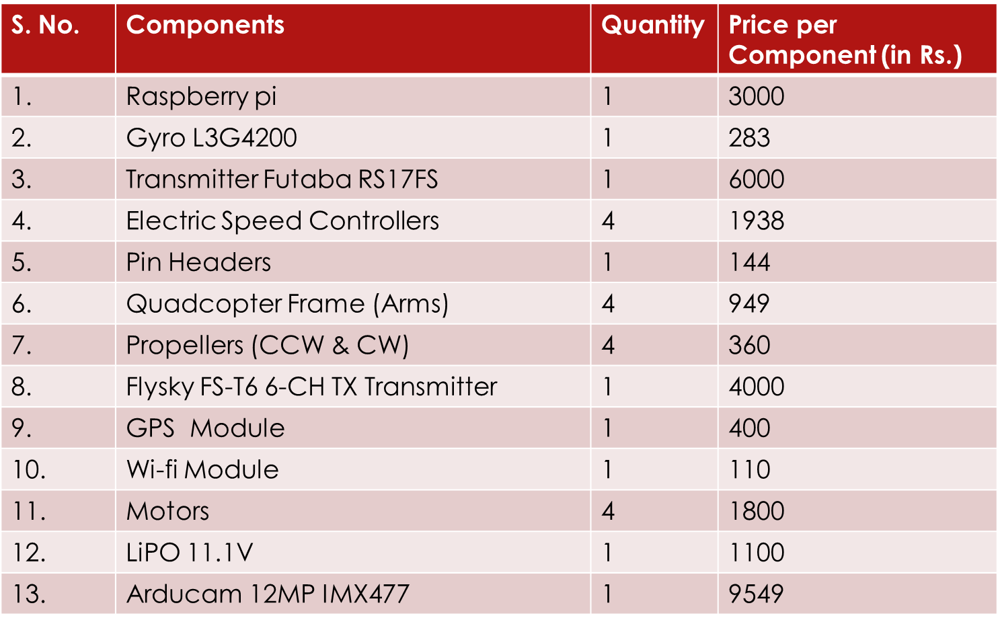 S. No. Components Quantity Price per
Component (in Rs.)
1. Raspberry pi 1 3000
2. Gyro L3G4200 1 283
3. Transmitter Futaba RS17FS 1 6000
4. Electric Speed Controllers 4 1938
5. Pin Headers 1 144
6. Quadcopter Frame (Arms) 4 949
7. Propellers (CCW & CW) 4 360
8. Flysky FS-T6 6-CH TX Transmitter 1 4000
9. GPS Module 1 400
10. Wi-fi Module 1 110
11. Motors 4 1800
12. LiPO 11.1V 1 1100
13. Arducam 12MP IMX477 1 9549